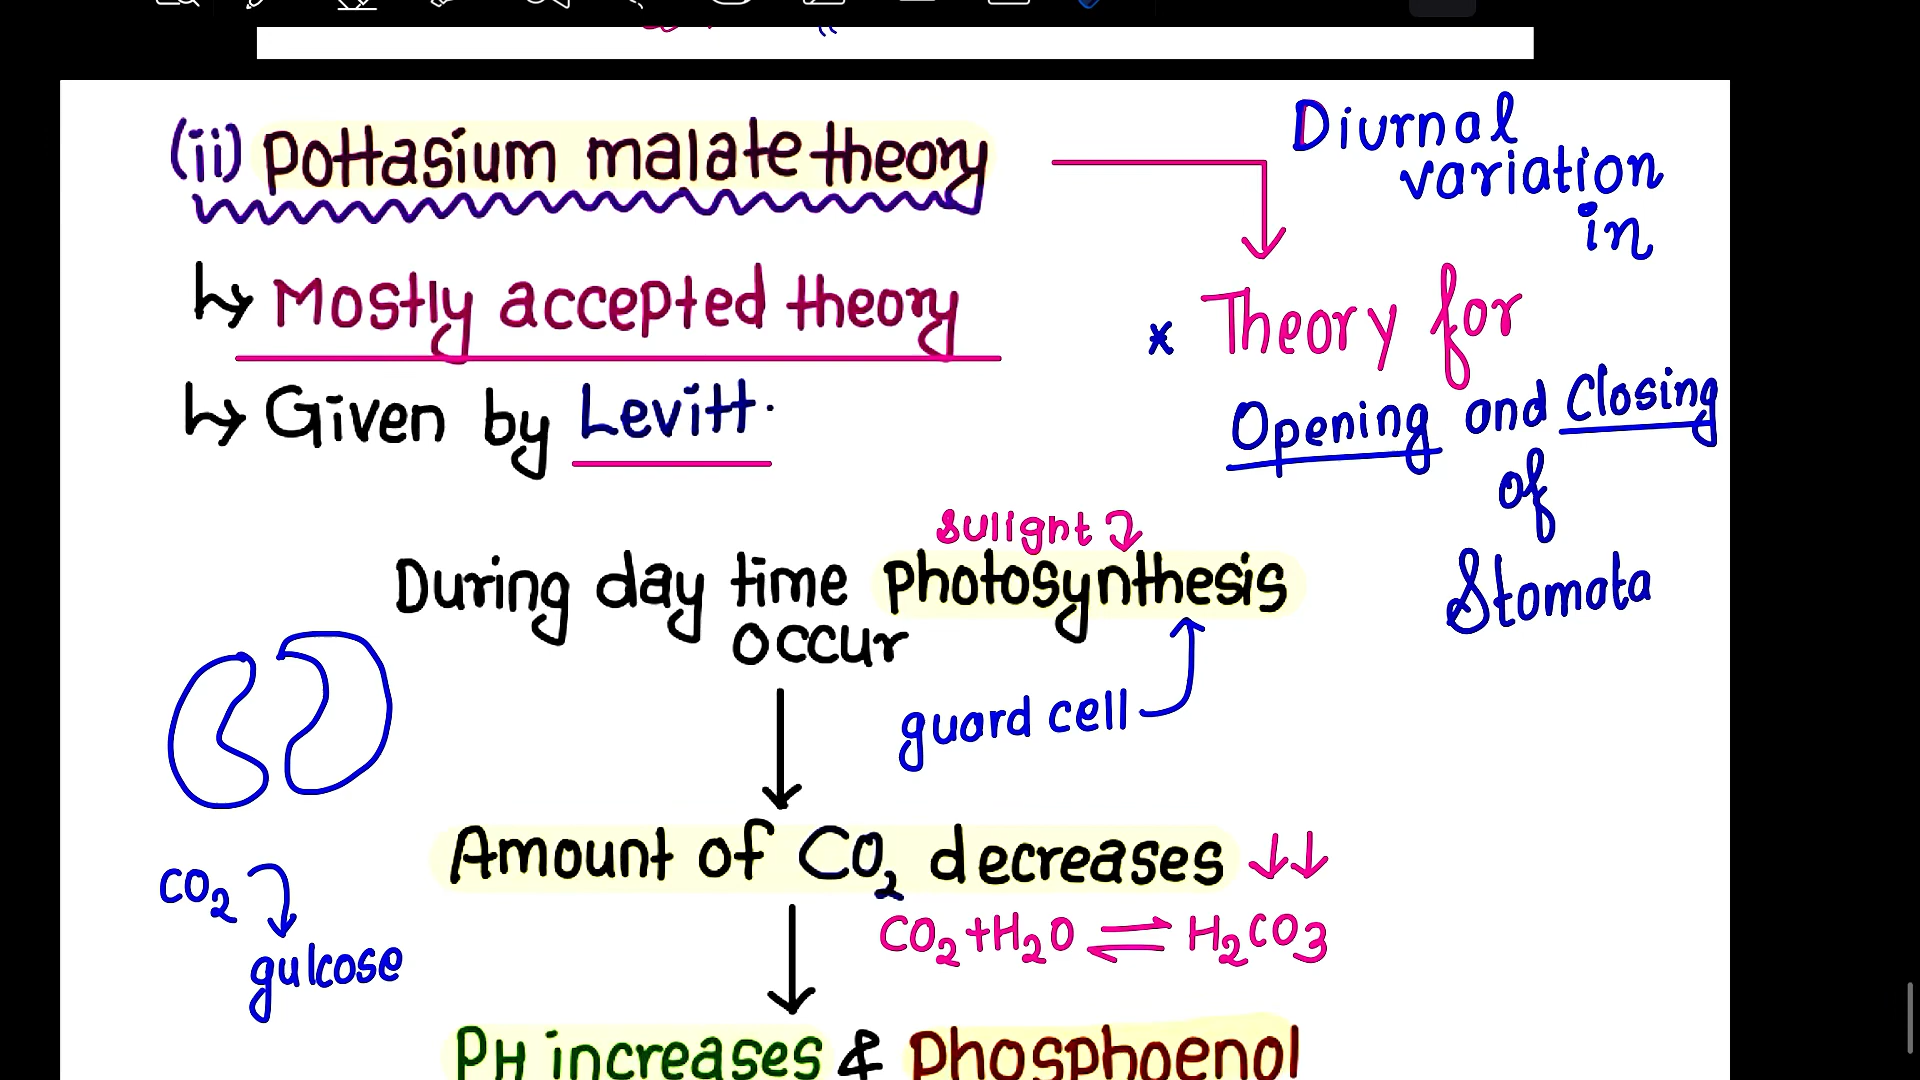 (ii) Pottasium malate theory
Diurnal
variation
in
↳ Mostly accepted theory
* Theory for
Opening and Closing
of
Stomata
↳ Given by Levitt.
sulight
During day time photosynthesis
occur
guard cell
Amount of CO2 decreases ↓↓
CO2+H2O ⇌ H2CO3
CO2
gulcose
PH increases & Phosphoenol